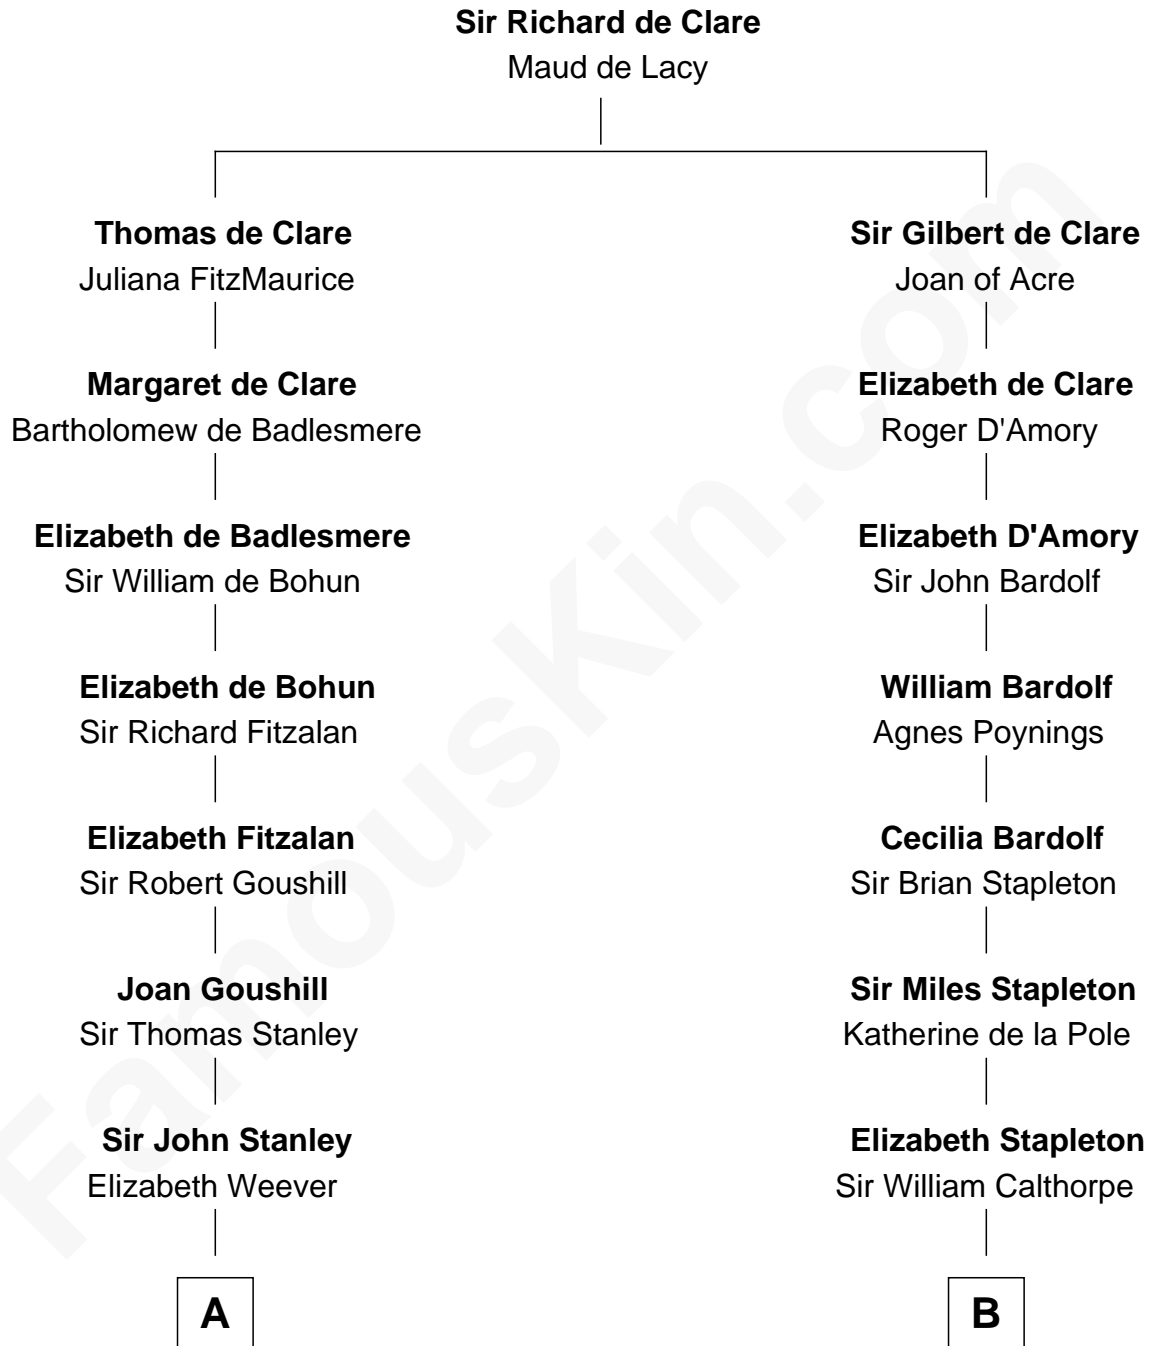 Sir Richard de Clare
Maud de Lacy
Thomas de Clare
Juliana FitzMaurice
Sir Gilbert de Clare
Joan of Acre
Margaret de Clare
Bartholomew de Badlesmere
Elizabeth de Clare
Roger D'Amory
Elizabeth de Badlesmere
Sir William de Bohun
Elizabeth D'Amory
Sir John Bardolf
Elizabeth de Bohun
Sir Richard Fitzalan
William Bardolf
Agnes Poynings
Elizabeth Fitzalan
Sir Robert Goushill
Cecilia Bardolf
Sir Brian Stapleton
Joan Goushill
Sir Thomas Stanley
Sir Miles Stapleton
Katherine de la Pole
Sir John Stanley
Elizabeth Weever
Elizabeth Stapleton
Sir William Calthorpe
A
B
FamousKin.com